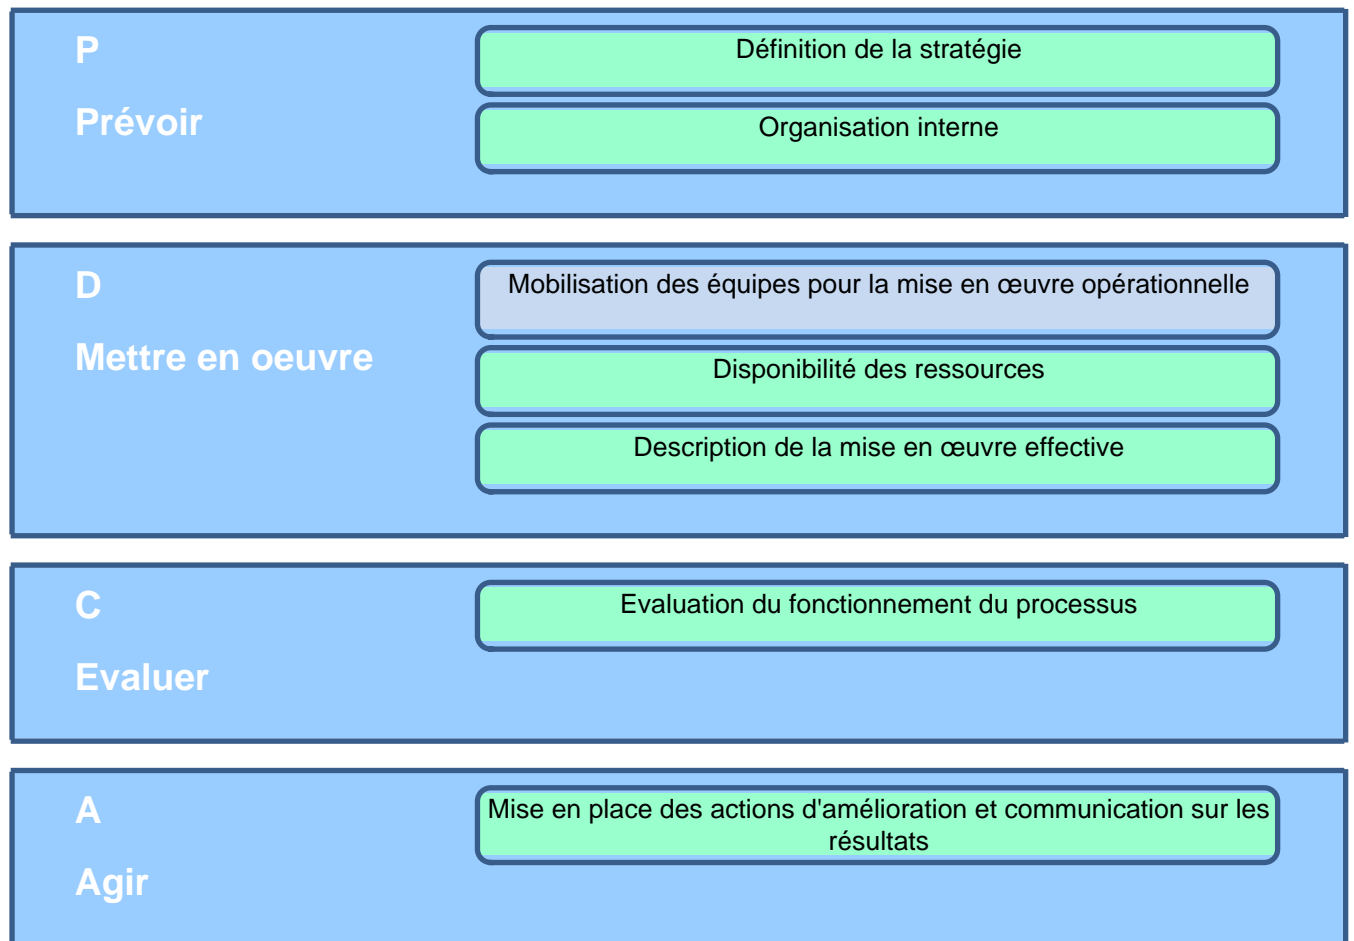 P
Prévoir
Définition de la stratégie
Organisation interne
D
Mettre en oeuvre
Mobilisation des équipes pour la mise en œuvre opérationnelle
Disponibilité des ressources
Description de la mise en œuvre effective
C
Evaluer
Evaluation du fonctionnement du processus
A
Agir
Mise en place des actions d'amélioration et communication sur les
résultats